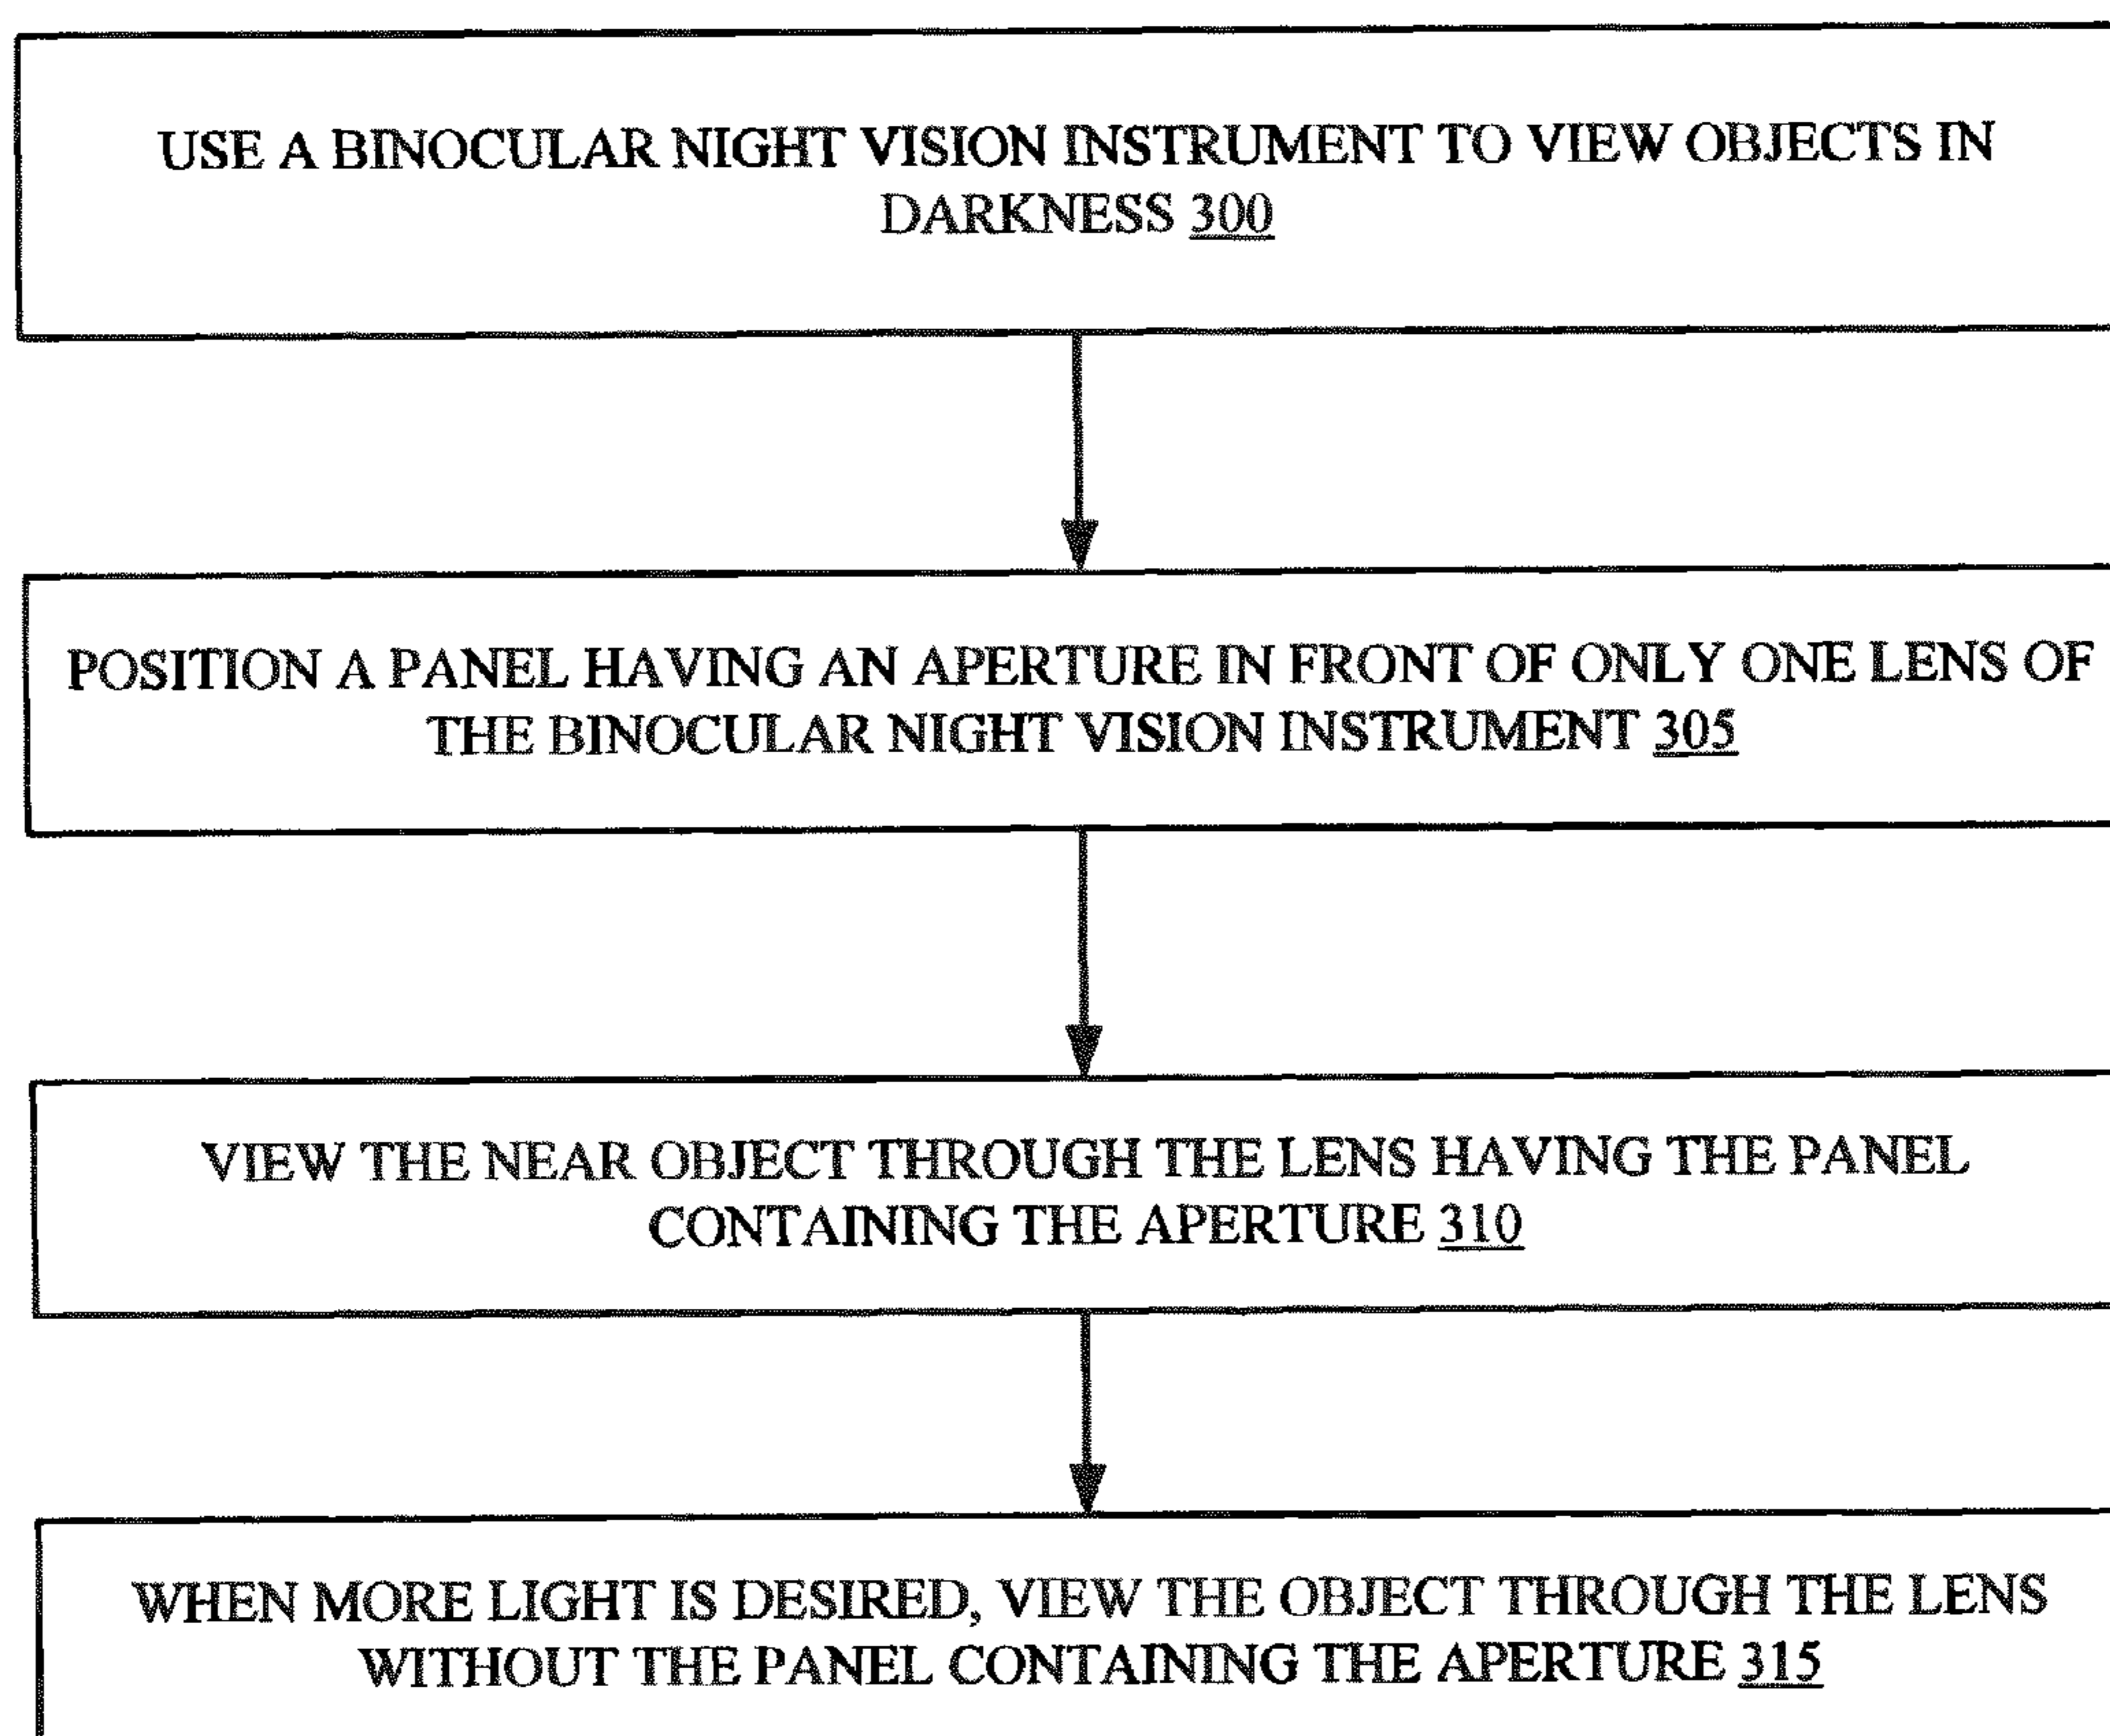 USE A BINOCULAR NIGHT VISION INSTRUMENT TO VIEW OBJECTS IN
DARKNESS 300
POSITION A PANEL HAVING AN APERTURE IN FRONT OF ONLY ONE LENS OF
THE BINOCULAR NIGHT VISION INSTRUMENT 305
VIEW THE NEAR OBJECT THROUGH THE LENS HAVING THE PANEL
CONTAINING THE APERTURE 310
WHEN MORE LIGHT IS DESIRED, VIEW THE OBJECT THROUGH THE LENS
WITHOUT THE PANEL CONTAINING THE APERTURE 315